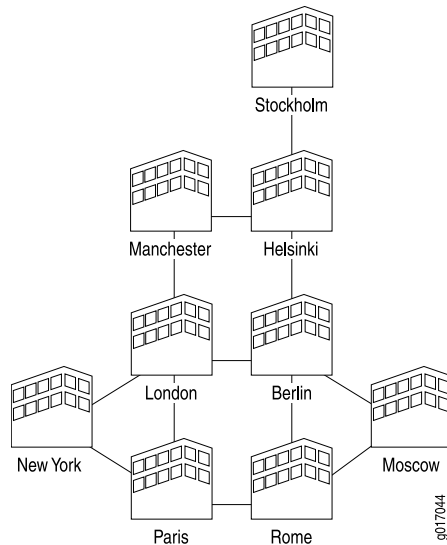 Stockholm
Manchester
Helsinki
London
Berlin
New York
Moscow
Paris
Rome
g017044